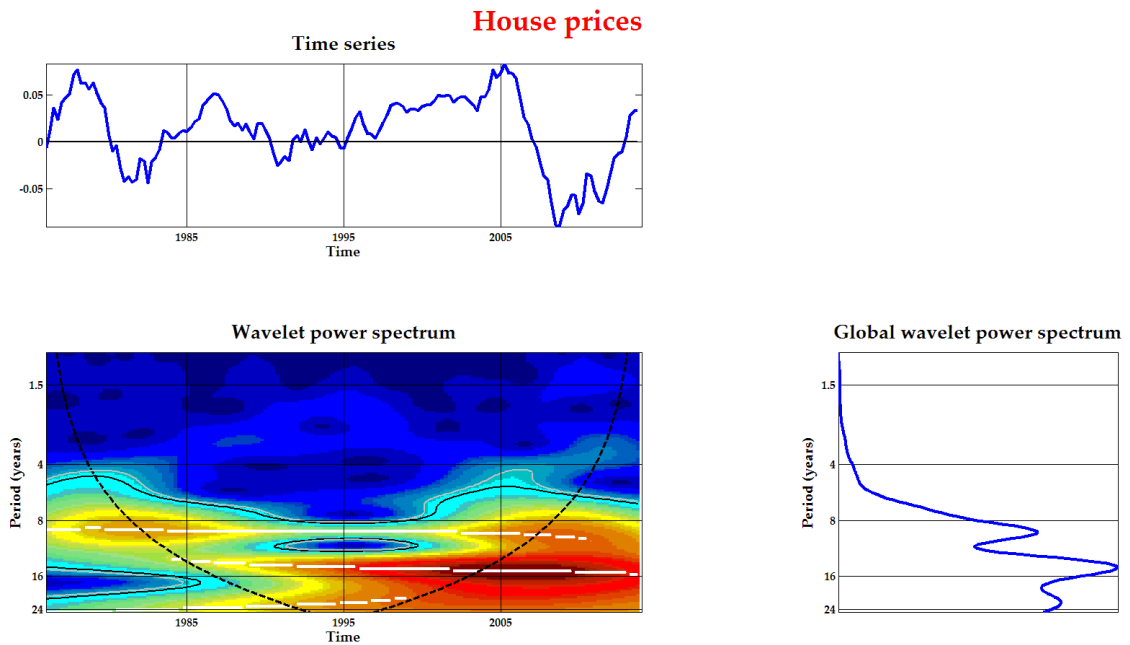 House prices
Time series
0.05
0
-0.05
1985
1995
2005
Time
Wavelet power spectrum
Period (years)
1.5
4
8
16
24
1985
1995
2005
Time
Global wavelet power spectrum
Period (years)
1.5
4
8
16
24